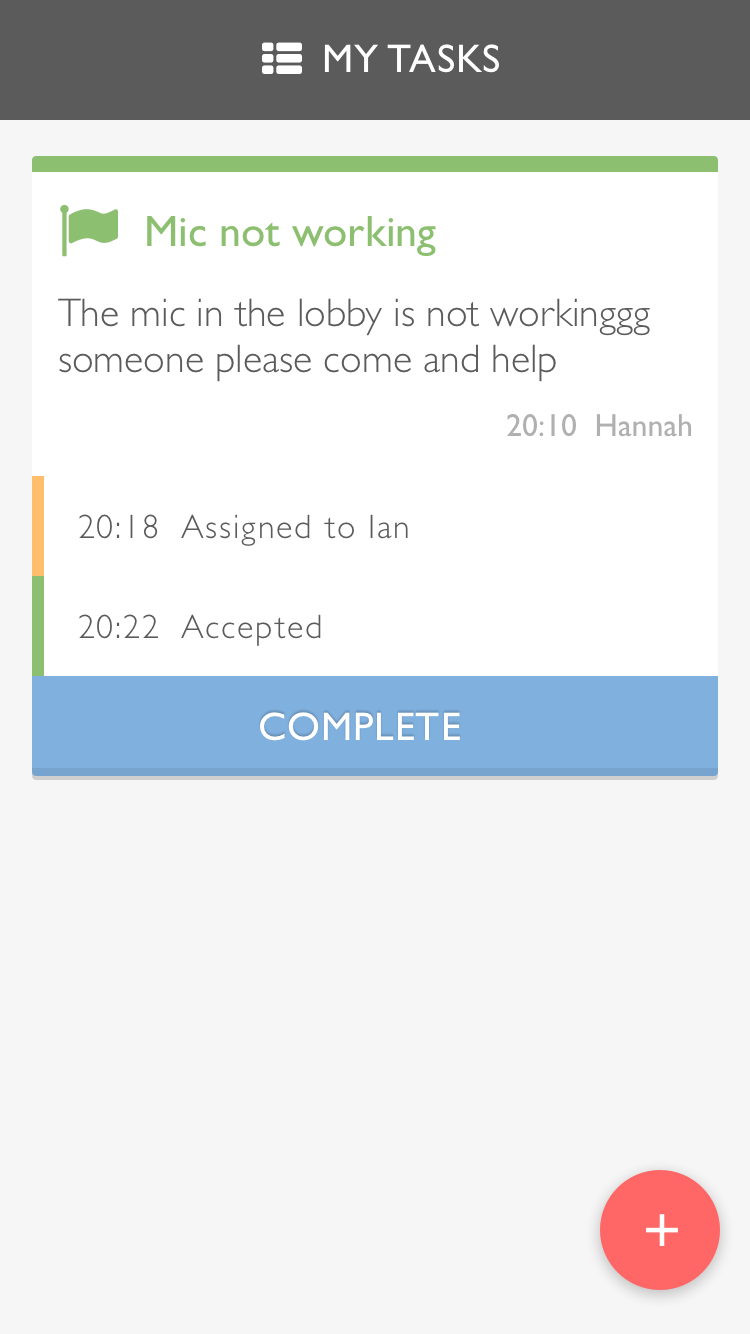 MY TASKS
Mic not working
The mic in the lobby is not workinggg
someone please come and help
20:10 Hannah
20:18 Assigned to Ian
20:22 Accepted
COMPLETE
+